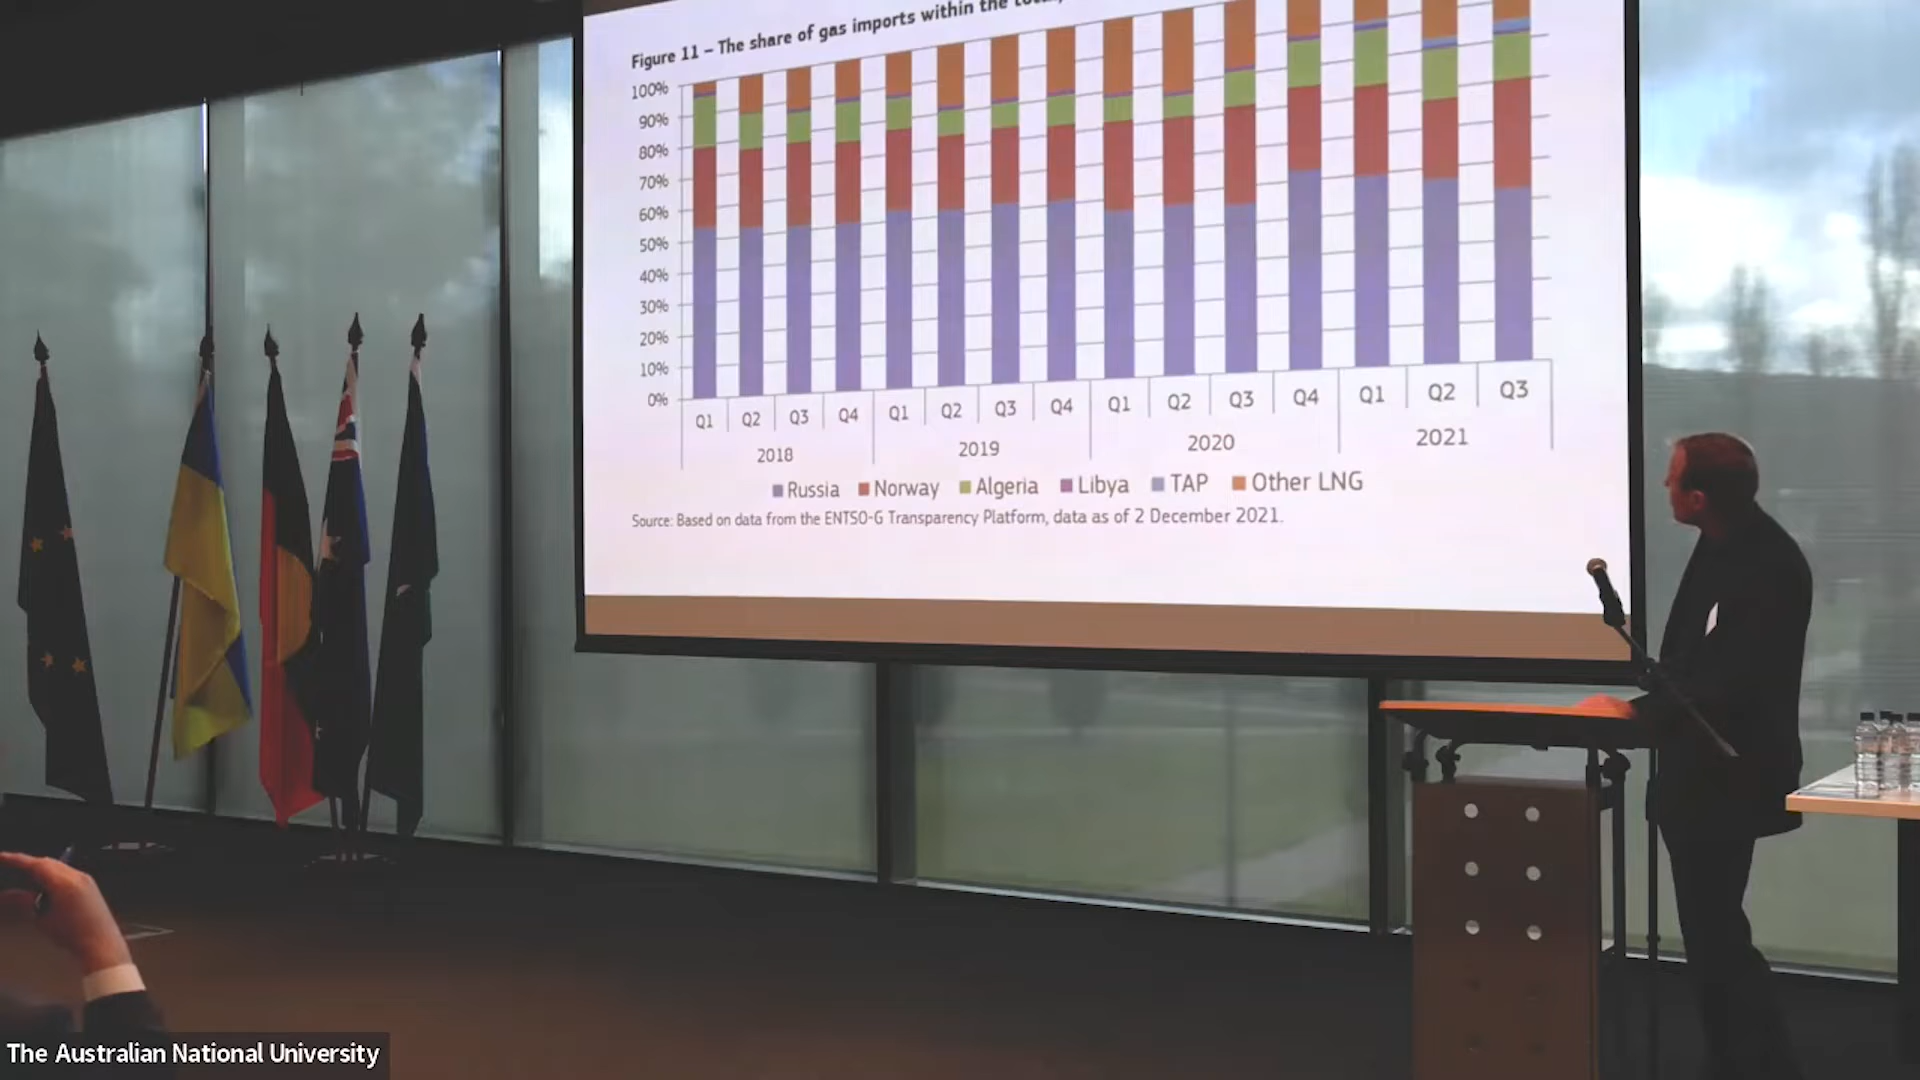 Figure 11 – The share of gas imports within the
100%
90%
80%
70%
60%
50%
40%
30%
20%
10%
0%
Q1 Q2 Q3 Q4 Q1 Q2 Q3 Q4 Q1 Q2 Q3 Q4 Q1 Q2 Q3
2018 2019 2020 2021
Russia Norway Algeria Libya TAP Other LNG
Source: Based on data from the ENTSO-G Transparency Platform, data as of 2 December 2021.
The Australian National University